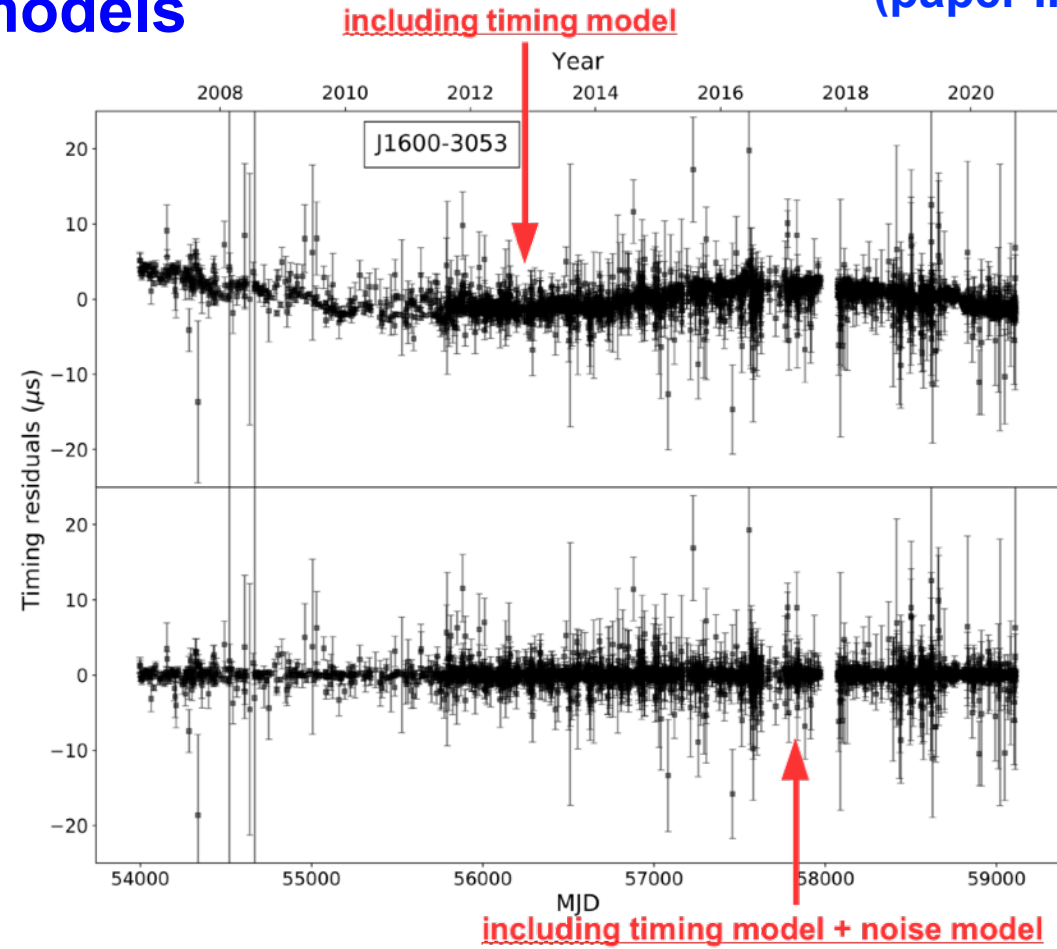 models
(paper
including timing model
Year
2008 2010 2012 2014 2016 2018 2020
J1600-3053
20
10
0
−10
−20
Timing residuals (μs)
20
10
0
−10
−20
54000 55000 56000 57000 58000 59000
MJD
including timing model + noise model